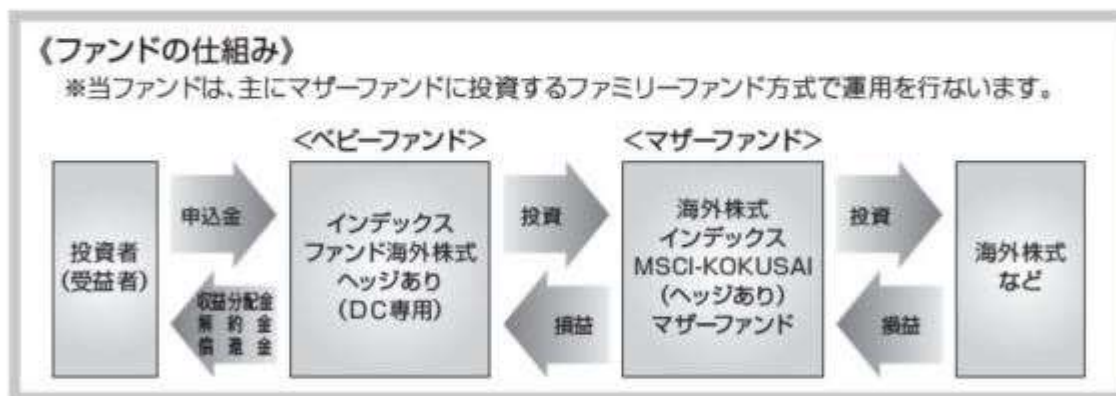 《ファンドの仕組み》
※当ファンドは、主にマザーファンドに投資するファミリーファンド方式で運用を行ないます。
<ベビーファンド>
<マザーファンド>
投資者
(受益者)
申込金
収益分配金
解約金
償還金
インデックス
ファンド海外株式
ヘッジあり
(DC専用)
投資
損益
海外株式
インデックス
MSCI-KOKUSAI
(ヘッジあり)
マザーファンド
投資
損益
海外株式
など